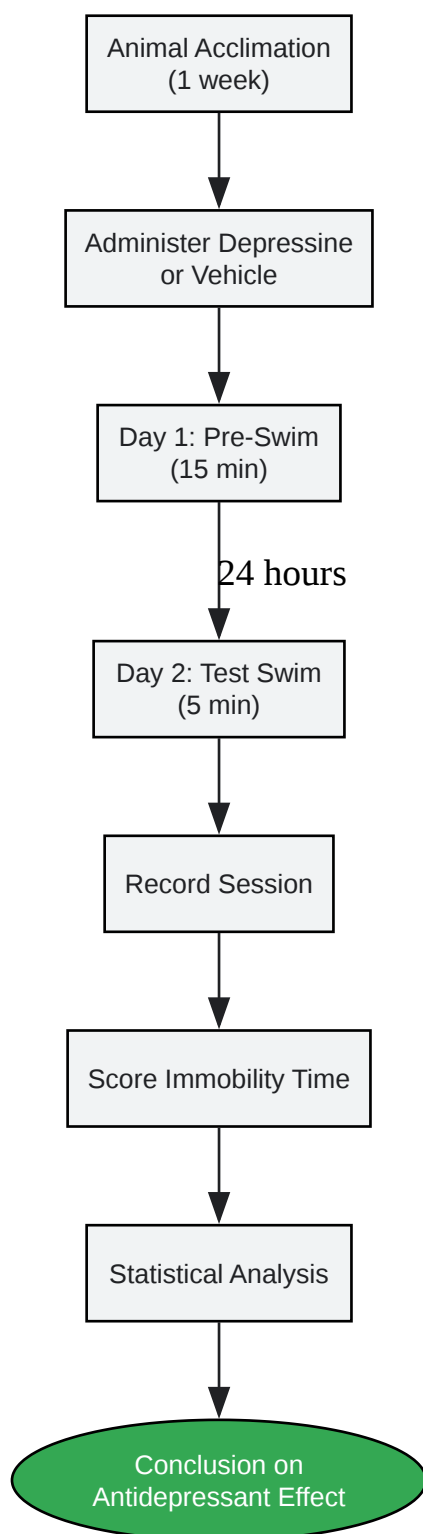 Animal Acclimation
(1 week)
Administer Depressine
or Vehicle
Day 1: Pre-Swim
(15 min)
24 hours
Day 2: Test Swim
(5 min)
Record Session
Score Immobility Time
Statistical Analysis
Conclusion on
Antidepressant Effect